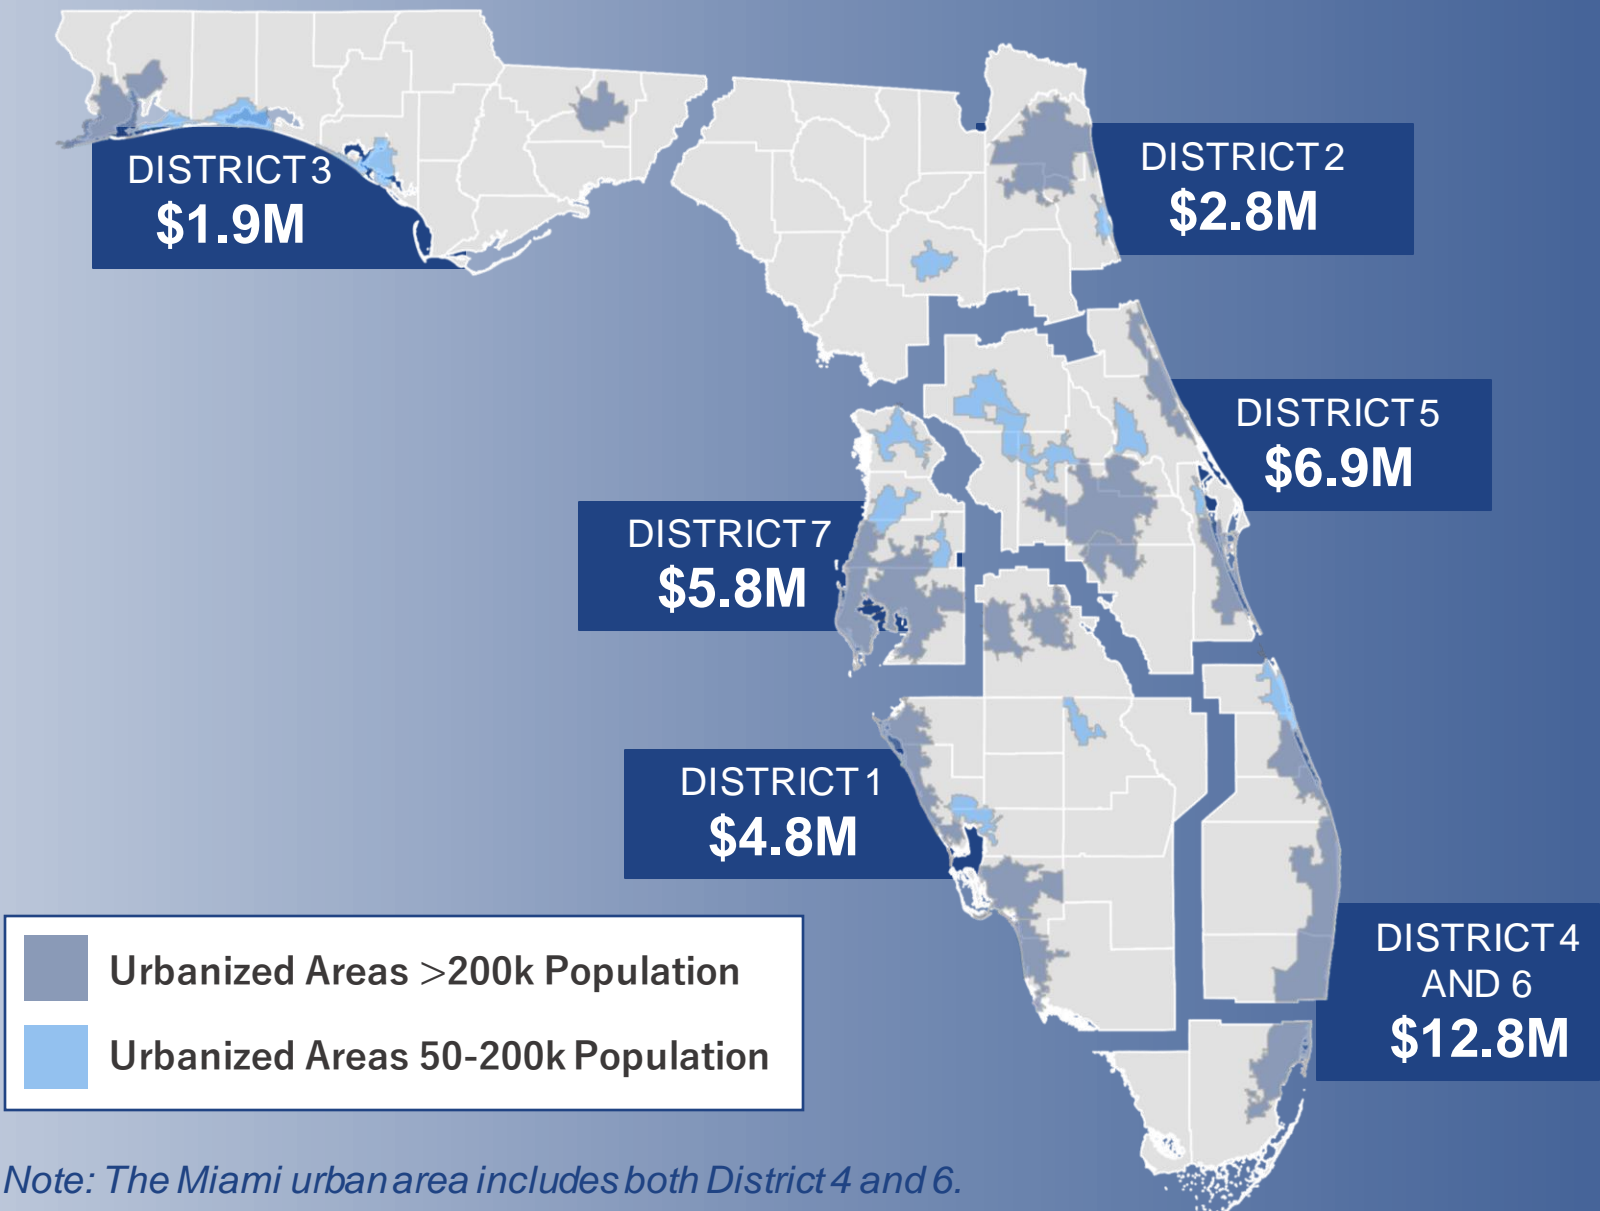 DISTRICT 3
$1.9M
DISTRICT 2
$2.8M
DISTRICT 5
$6.9M
DISTRICT 7
$5.8M
DISTRICT 1
$4.8M
DISTRICT 4
AND 6
$12.8M
Urbanized Areas >200k Population
Urbanized Areas 50-200k Population
Note: The Miami urban area includes both District 4 and 6.